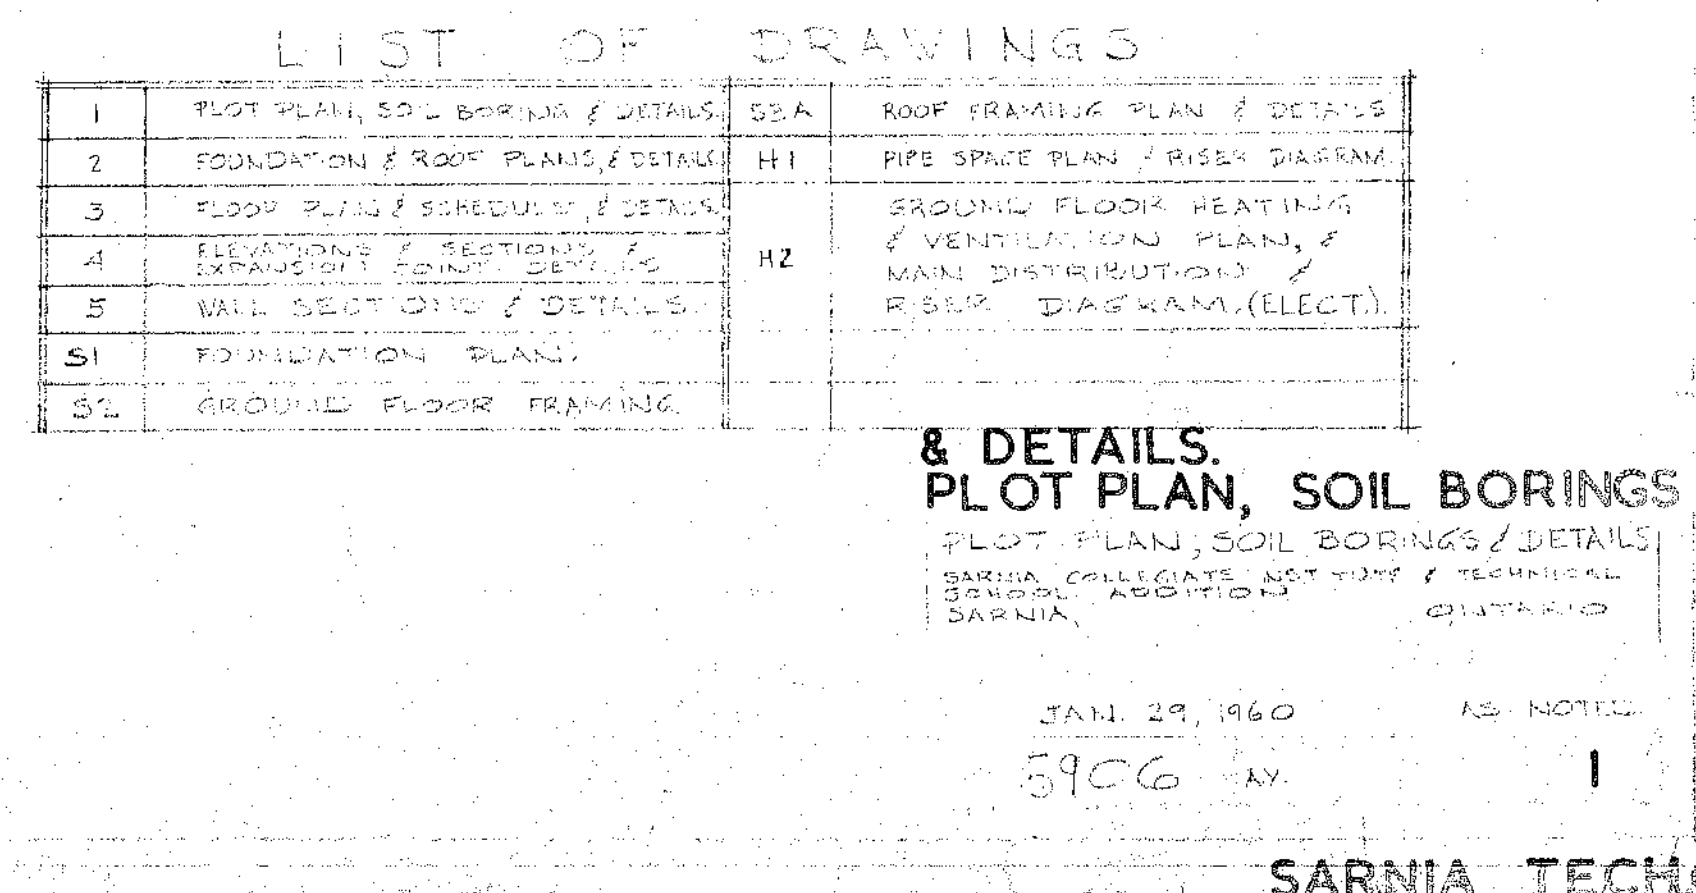 LIST OF DRAWINGS
1 PLOT PLAN, SOIL BORING & DETAILS.
2 FOUNDATION & ROOF PLANS, & DETAILS
3 FLOOR PLANS & SCHEDULES, & DETAILS
4 ELEVATIONS & SECTIONS &
EXPANSION JOINT DETAILS
5 WALL SECTIONS & DETAILS.
S1 FOUNDATION PLAN.
S2 GROUND FLOOR FRAMING.
S2A ROOF FRAMING PLAN & DETAILS
H1 PIPE SPACE PLAN & RISER DIAGRAM.
H2 GROUND FLOOR HEATING
& VENTILATION PLAN, &
MAIN DISTRIBUTION &
RISER DIAGRAM. (ELECT.).
& DETAILS.
PLOT PLAN, SOIL BORINGS
PLOT PLAN, SOIL BORINGS & DETAILS
SARNIA COLLEGIATE INSTITUTE & TECHNICAL
SCHOOL ADDITION
SARNIA, ONTARIO
JAN. 29, 1960 AS NOTED
5906 AY. 1
SARNIA TECH